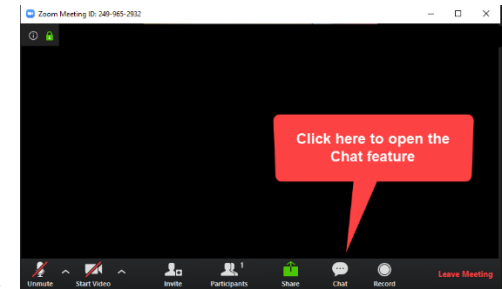 Zoom Meeting ID: 249-965-2932
Click here to open the
Chat feature
1
Unmute Start Video Invite Participants Share Chat Record Leave Meeting